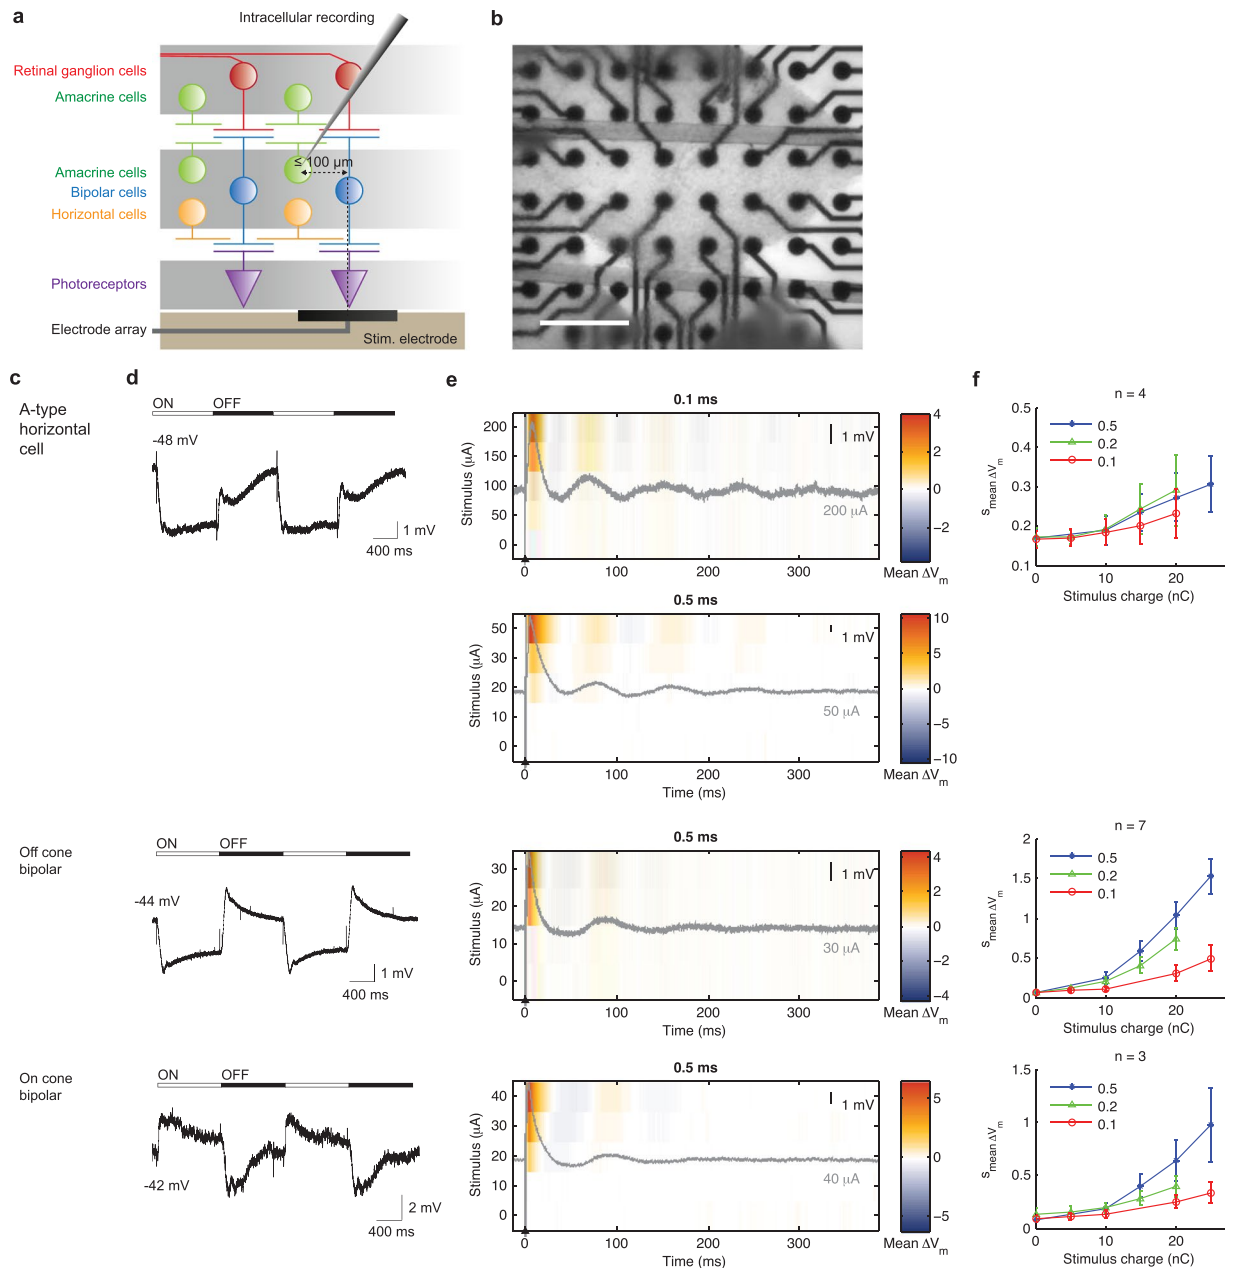 a
Intracellular recording
Retinal ganglion cells
Amacrine cells
≤ 100 µm
Amacrine cells
Bipolar cells
Horizontal cells
Photoreceptors
Electrode array
Stim. electrode
b
c
A-type
horizontal
cell
d
ON OFF
-48 mV
1 mV
400 ms
e
0.1 ms
Stimulus (µA)
200
150
100
50
0
1 mV
200 µA
0 100 200 300
4
2
0
−2
Mean ΔVm
0.5 ms
Stimulus (µA)
50
30
20
10
0
1 mV
50 µA
0 100 200 300
Time (ms)
10
5
0
−5
−10
Mean ΔVm
f
n = 4
smean ΔVm
0.5
0.4
0.3
0.2
0.1
0.5
0.2
0.1
0 10 20
Stimulus charge (nC)
Off cone
bipolar
ON OFF
-44 mV
1 mV
400 ms
0.5 ms
Stimulus (µA)
30
20
10
0
1 mV
30 µA
0 100 200 300
Time (ms)
4
2
0
−2
−4
Mean ΔVm
n = 7
smean ΔVm
2
1.5
1
0.5
0
0.5
0.2
0.1
0 10 20
Stimulus charge (nC)
On cone
bipolar
ON OFF
-42 mV
2 mV
400 ms
0.5 ms
Stimulus (µA)
40
30
20
10
0
1 mV
40 µA
0 100 200 300
Time (ms)
5
0
−5
Mean ΔVm
n = 3
smean ΔVm
1.5
1
0.5
0
0.5
0.2
0.1
0 10 20
Stimulus charge (nC)